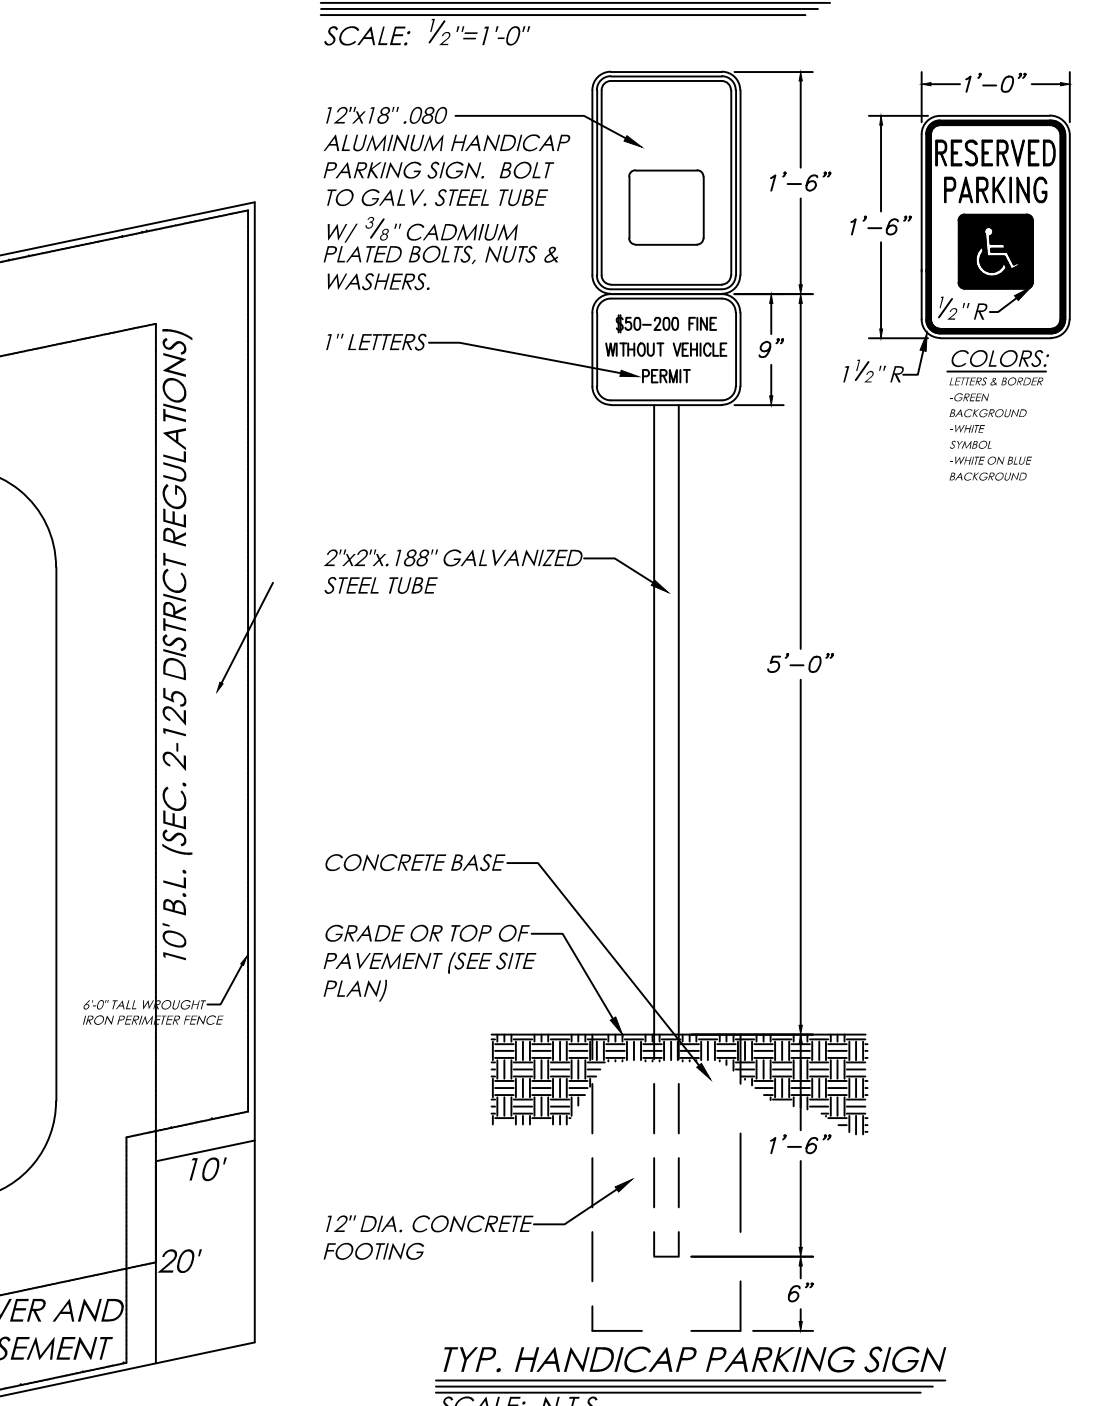 SCALE: 1/2"=1'-0"
12"x18" .080
ALUMINUM HANDICAP
PARKING SIGN. BOLT
TO GALV. STEEL TUBE
W/ 3/8" CADMIUM
PLATED BOLTS, NUTS &
WASHERS.
1" LETTERS
$50-200 FINE
WITHOUT VEHICLE
PERMIT
1'-6"
9"
1'-0"
1'-6"
RESERVED
PARKING
1/2" R
1 1/2" R
COLORS:
LETTERS & BORDER
-GREEN
BACKGROUND
-WHITE
SYMBOL
-WHITE ON BLUE
BACKGROUND
2"x2"x.188" GALVANIZED
STEEL TUBE
5'-0"
CONCRETE BASE
GRADE OR TOP OF
PAVEMENT (SEE SITE
PLAN)
1'-6"
12" DIA. CONCRETE
FOOTING
6"
TYP. HANDICAP PARKING SIGN
SCALE: N.T.S.
10' B.L. (SEC. 2-125 DISTRICT REGULATIONS)
6'-0" TALL WROUGHT
IRON PERIMETER FENCE
10'
20'
AND